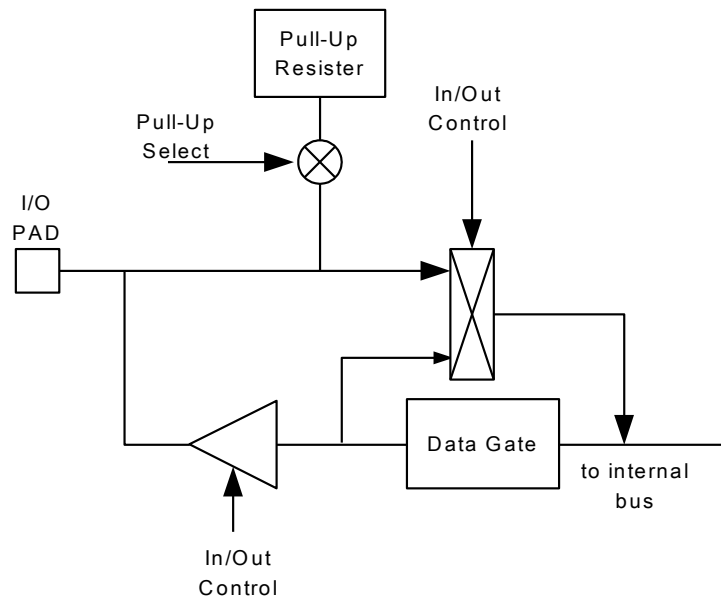 Pull-Up
Resister
In/Out
Control
Pull-Up
Select
I/O
PAD
Data Gate
to internal
bus
In/Out
Control